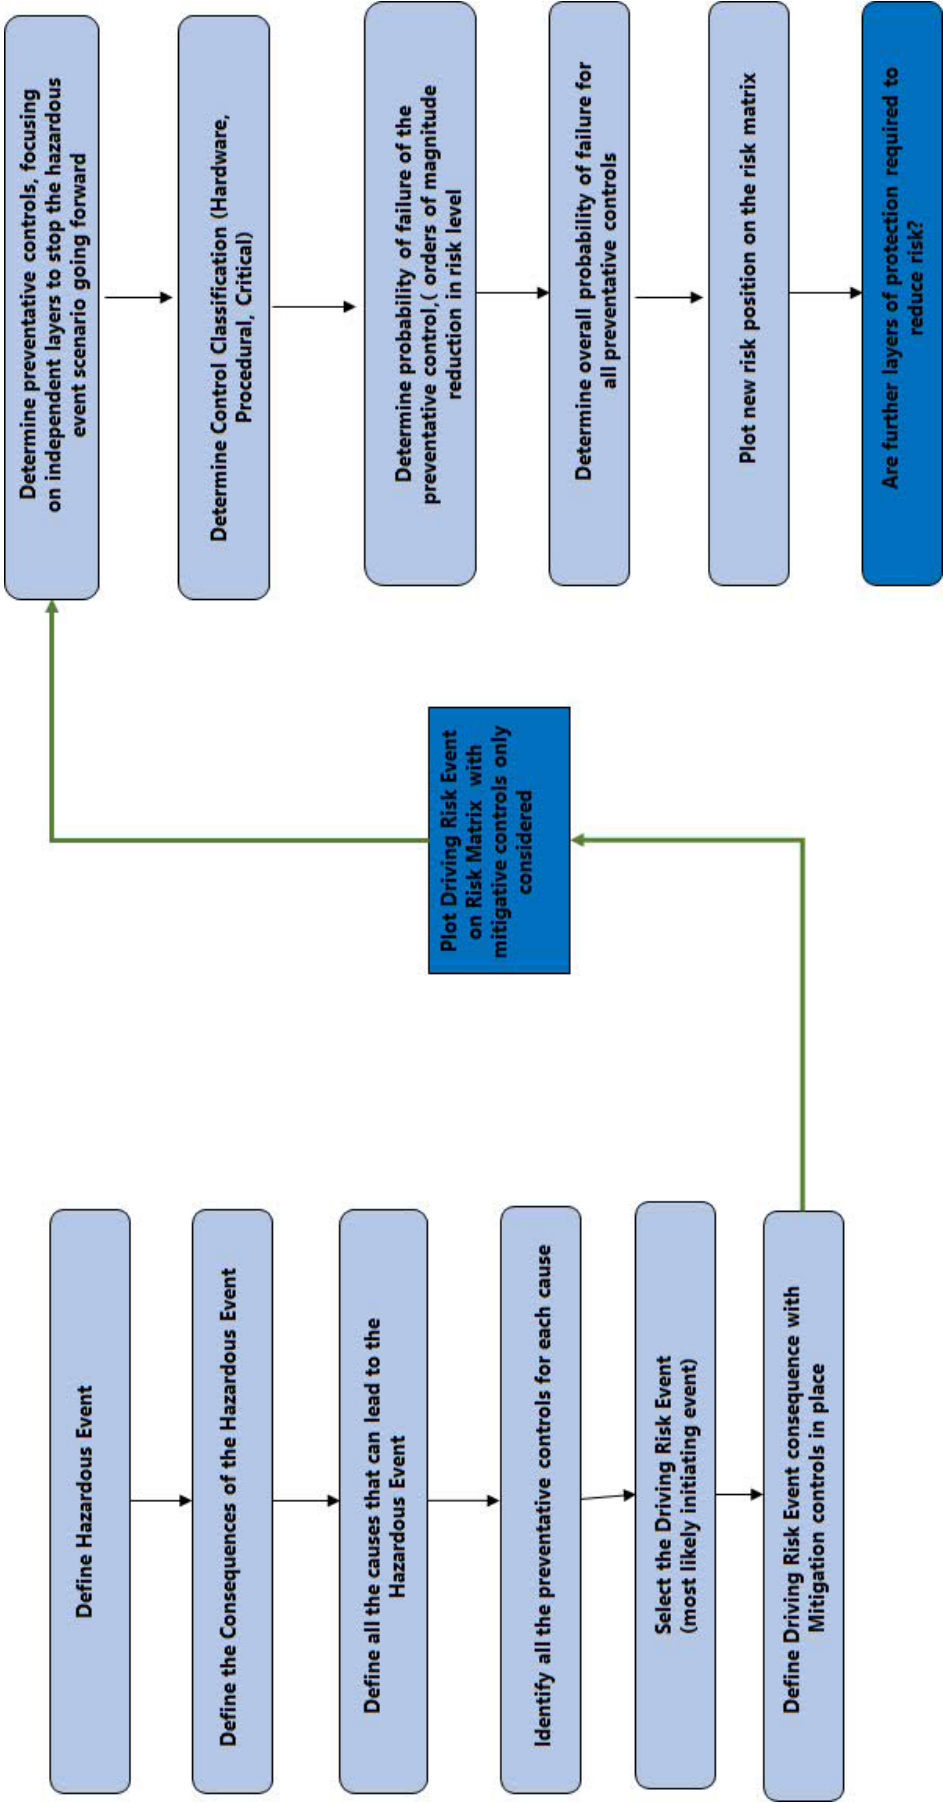 Define Hazardous Event
Define the Consequences of the Hazardous Event
Define all the causes that can lead to the
Hazardous Event
Identify all the preventative controls for each cause
Select the Driving Risk Event
(most likely initiating event)
Define Driving Risk Event consequence with
Mitigation controls in place
Plot Driving Risk Event
on Risk Matrix with
mitigative controls only
considered
Determine preventative controls, focusing
on independent layers to stop the hazardous
event scenario going forward
Determine Control Classification (Hardware,
Procedural, Critical)
Determine probability of failure of the
preventative control,( orders of magnitude
reduction in risk level
Determine overall probability of failure for
all preventative controls
Plot new risk position on the risk matrix
Are further layers of protection required to
reduce risk?